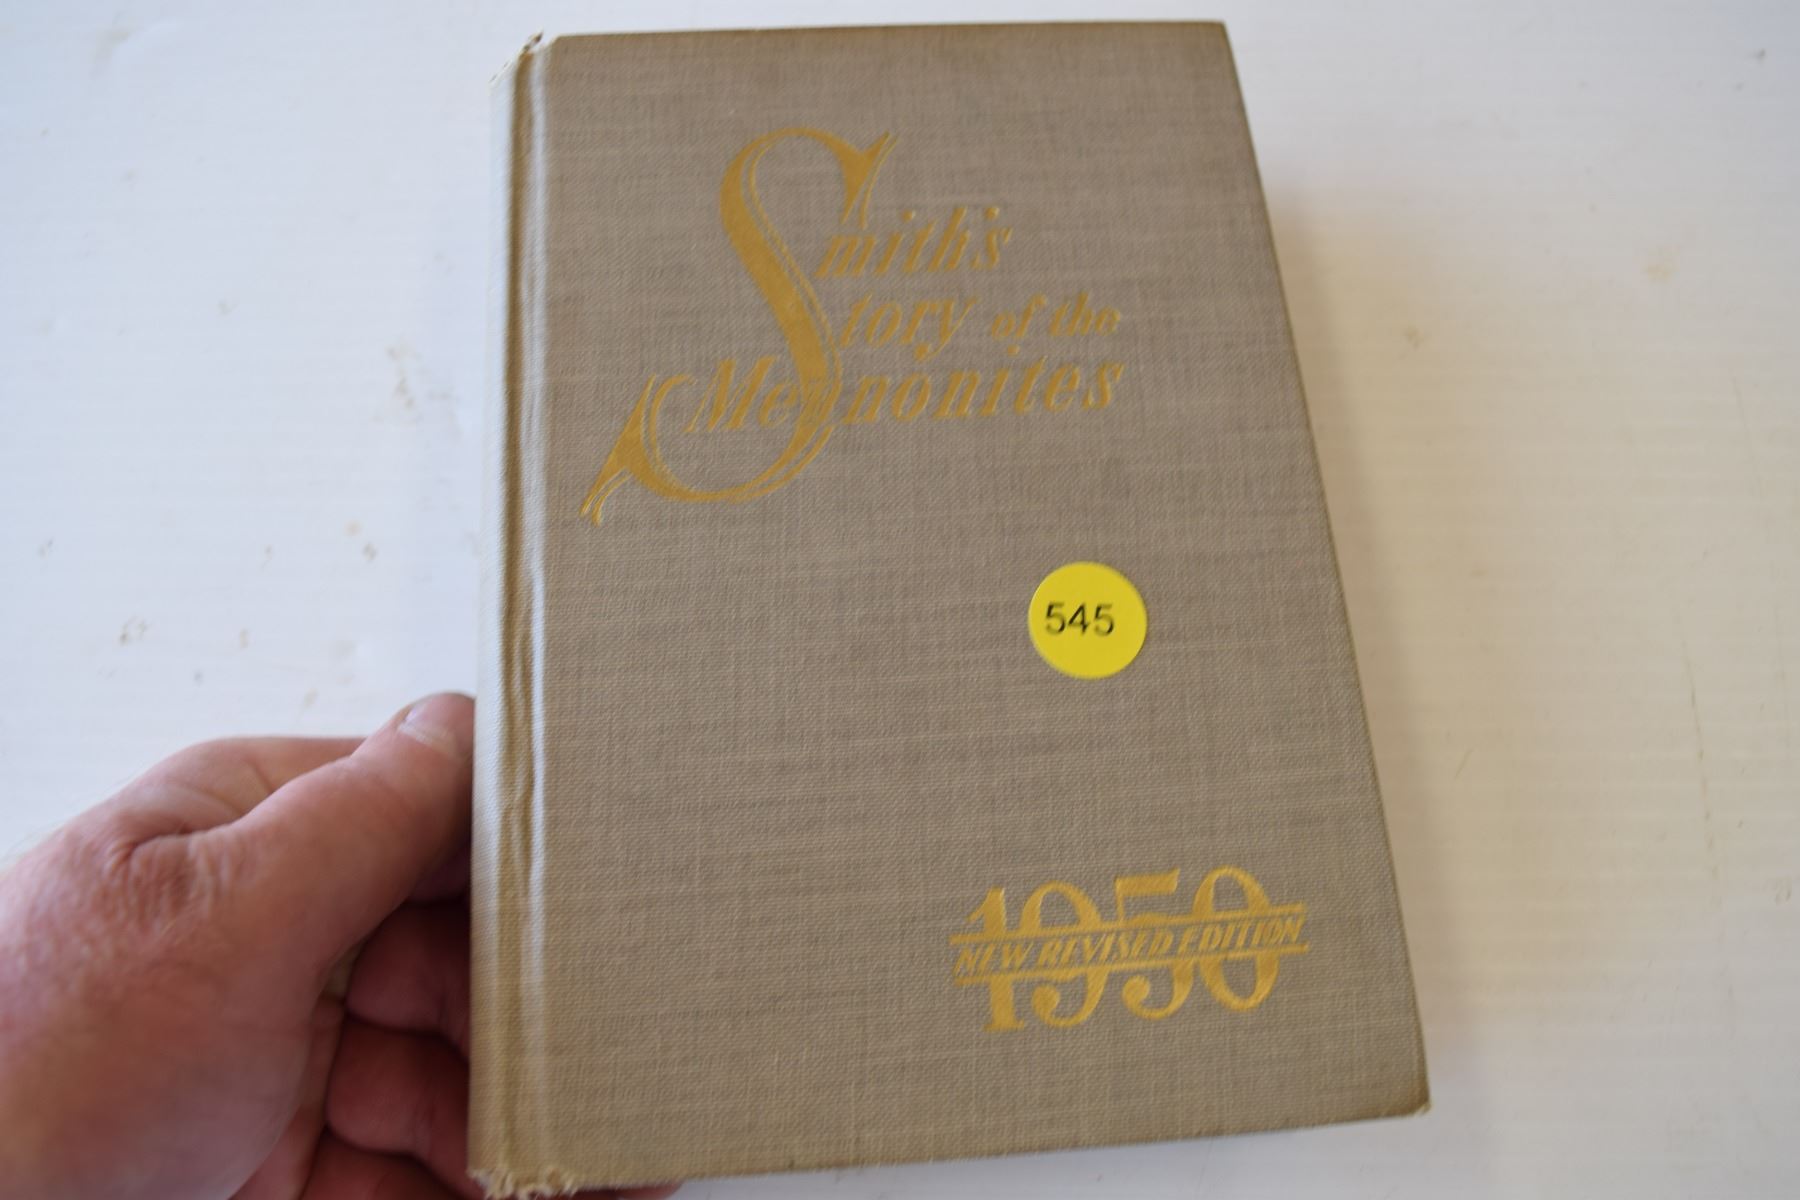 Smith's
Story of the
Mennonites
545
1950
NEW REVISED EDITION